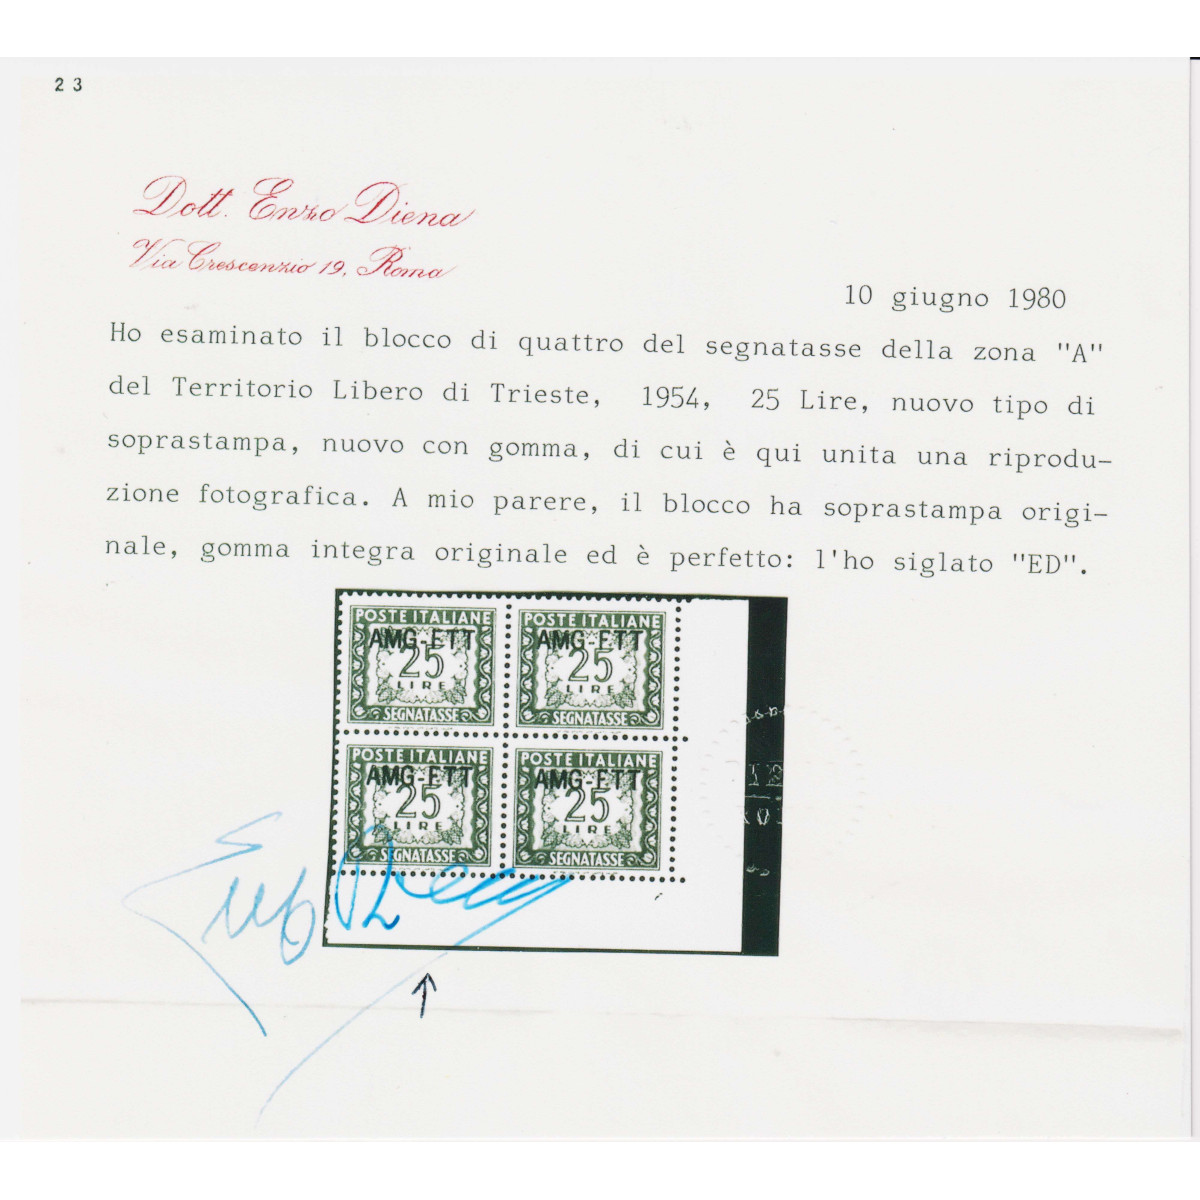 23
Dott. Enzo Diena
Via Crescenzio 19, Roma
10 giugno 1980
Ho esaminato il blocco di quattro del segnatasse della zona "A"
del Territorio Libero di Trieste, 1954, 25 Lire, nuovo tipo di
soprastampa, nuovo con gomma, di cui è qui unita una riprodu-
zione fotografica. A mio parere, il blocco ha soprastampa origi-
nale, gomma integra originale ed è perfetto: l'ho siglato "ED".
POSTE ITALIANE POSTE ITALIANE
AMG-FTT AMG-FTT
25 25
LIRE LIRE
SEGNATASSE SEGNATASSE
POSTE ITALIANE POSTE ITALIANE
AMG-FTT AMG-FTT
25 25
LIRE LIRE
SEGNATASSE SEGNATASSE
Enzo Diena